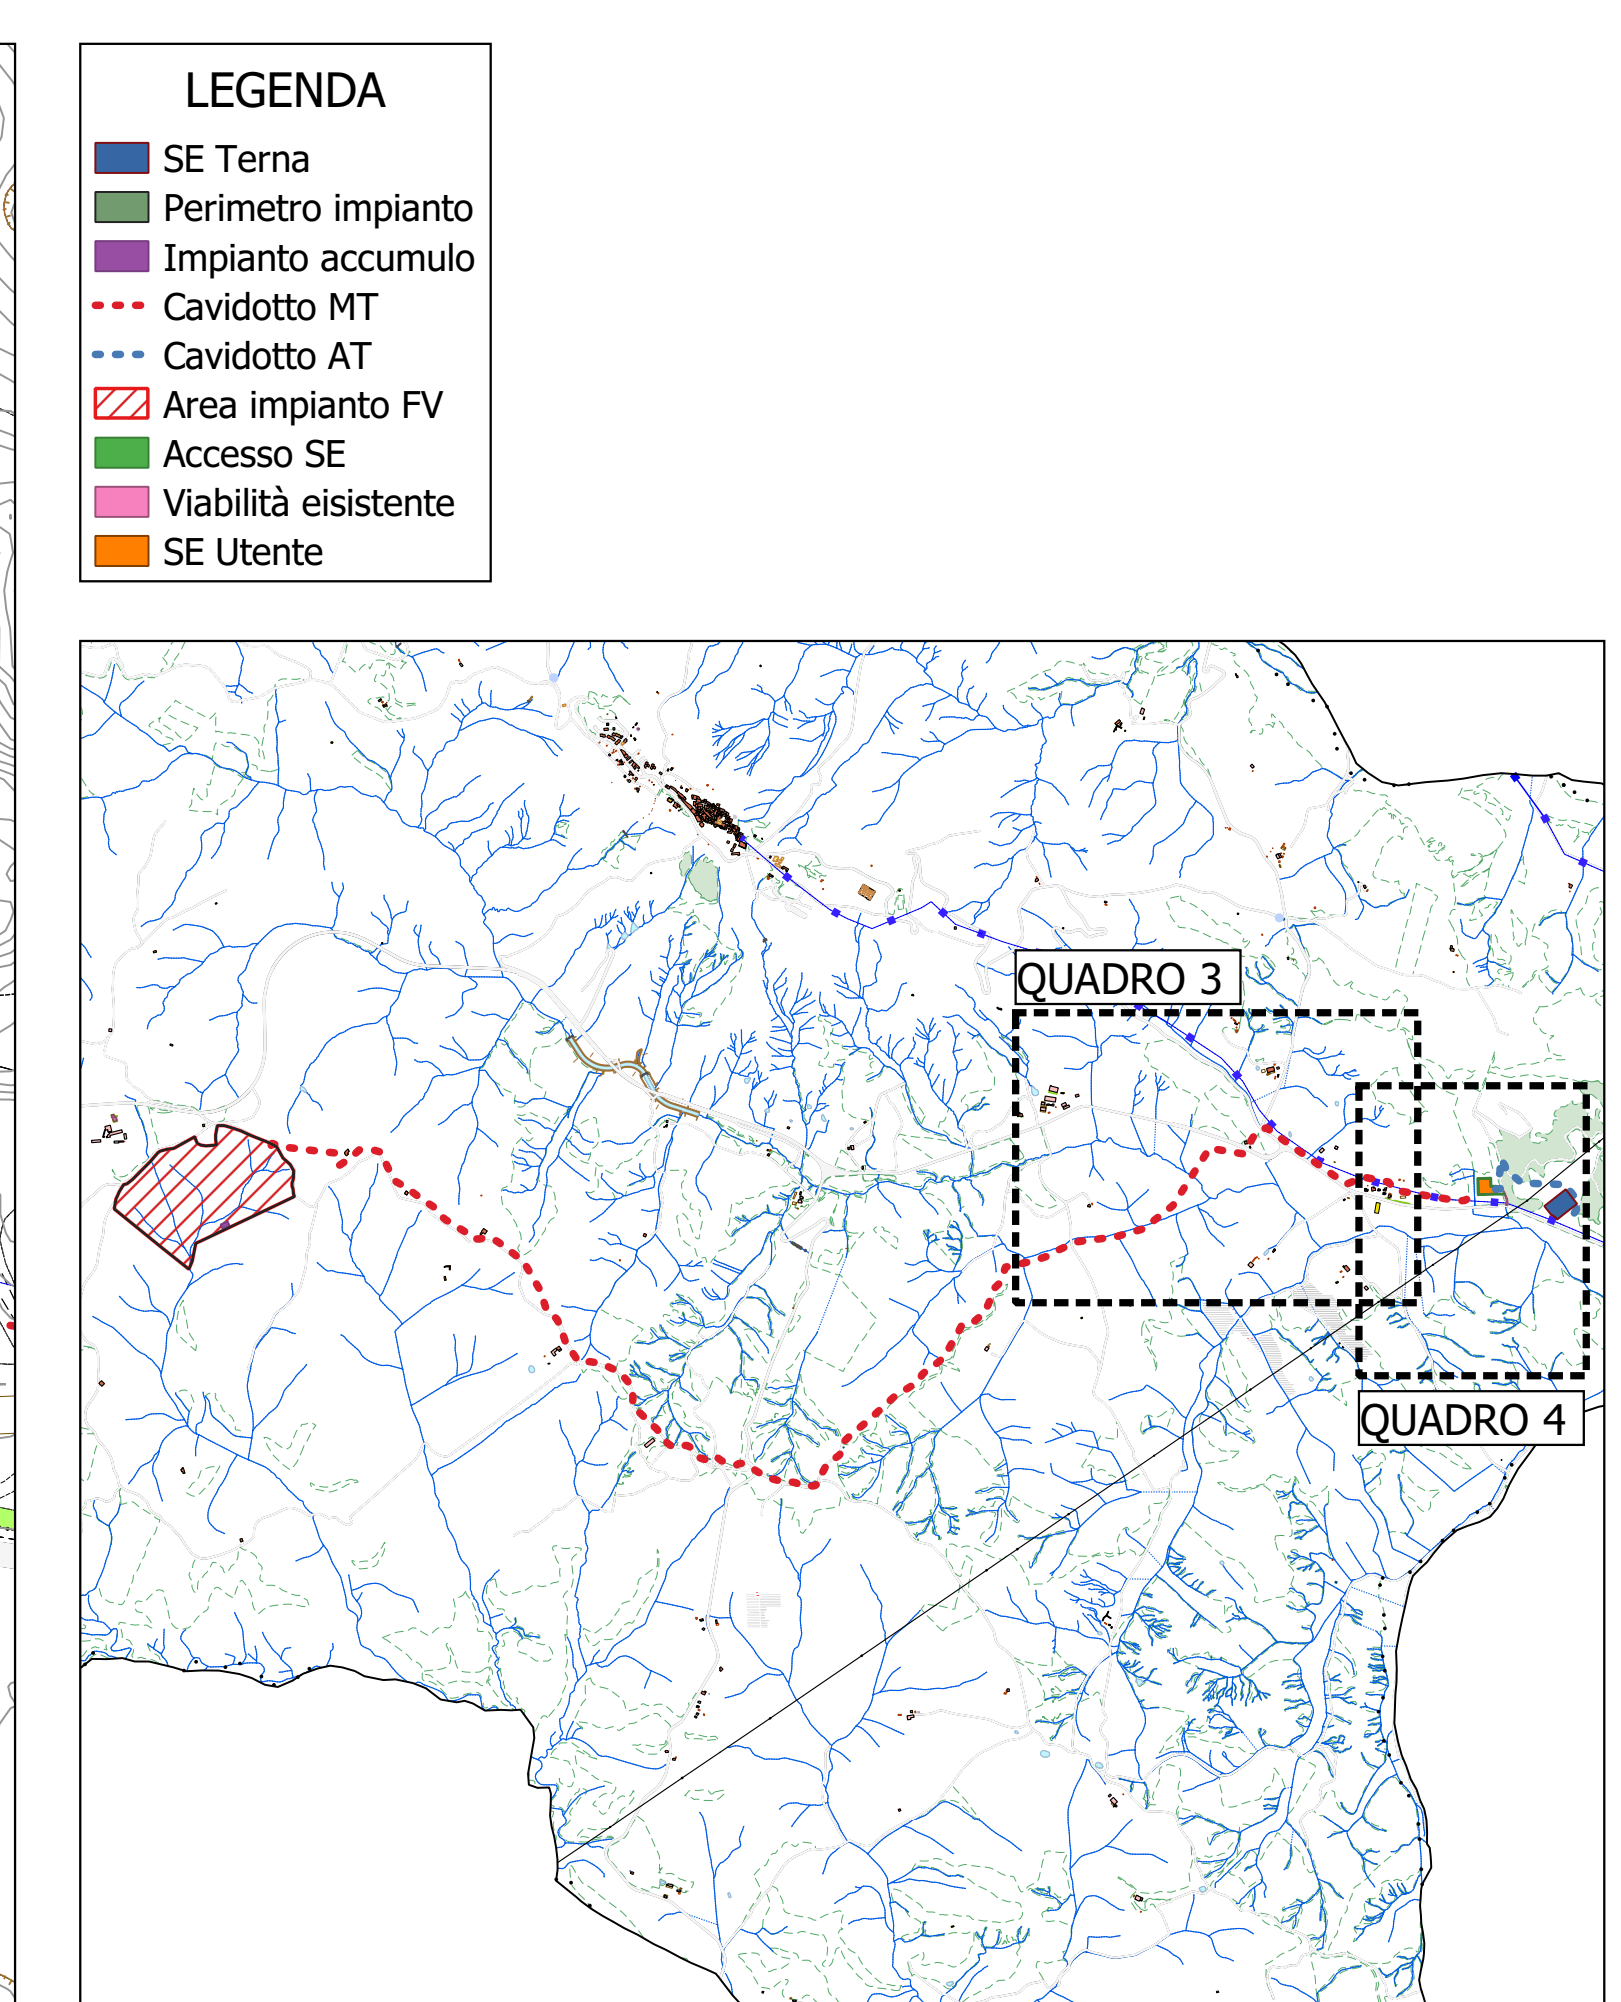 LEGENDA
SE Terna
Perimetro impianto
Impianto accumulo
Cavidotto MT
Cavidotto AT
Area impianto FV
Accesso SE
Viabilità eisistente
SE Utente
QUADRO 3
QUADRO 4